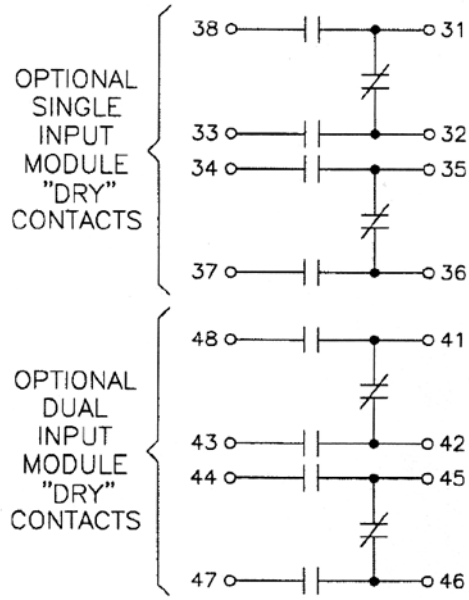 38 31
OPTIONAL
SINGLE
INPUT
MODULE
"DRY"
CONTACTS
33 32
34 35
37 36
48 41
OPTIONAL
DUAL
INPUT
MODULE
"DRY"
CONTACTS
43 42
44 45
47 46